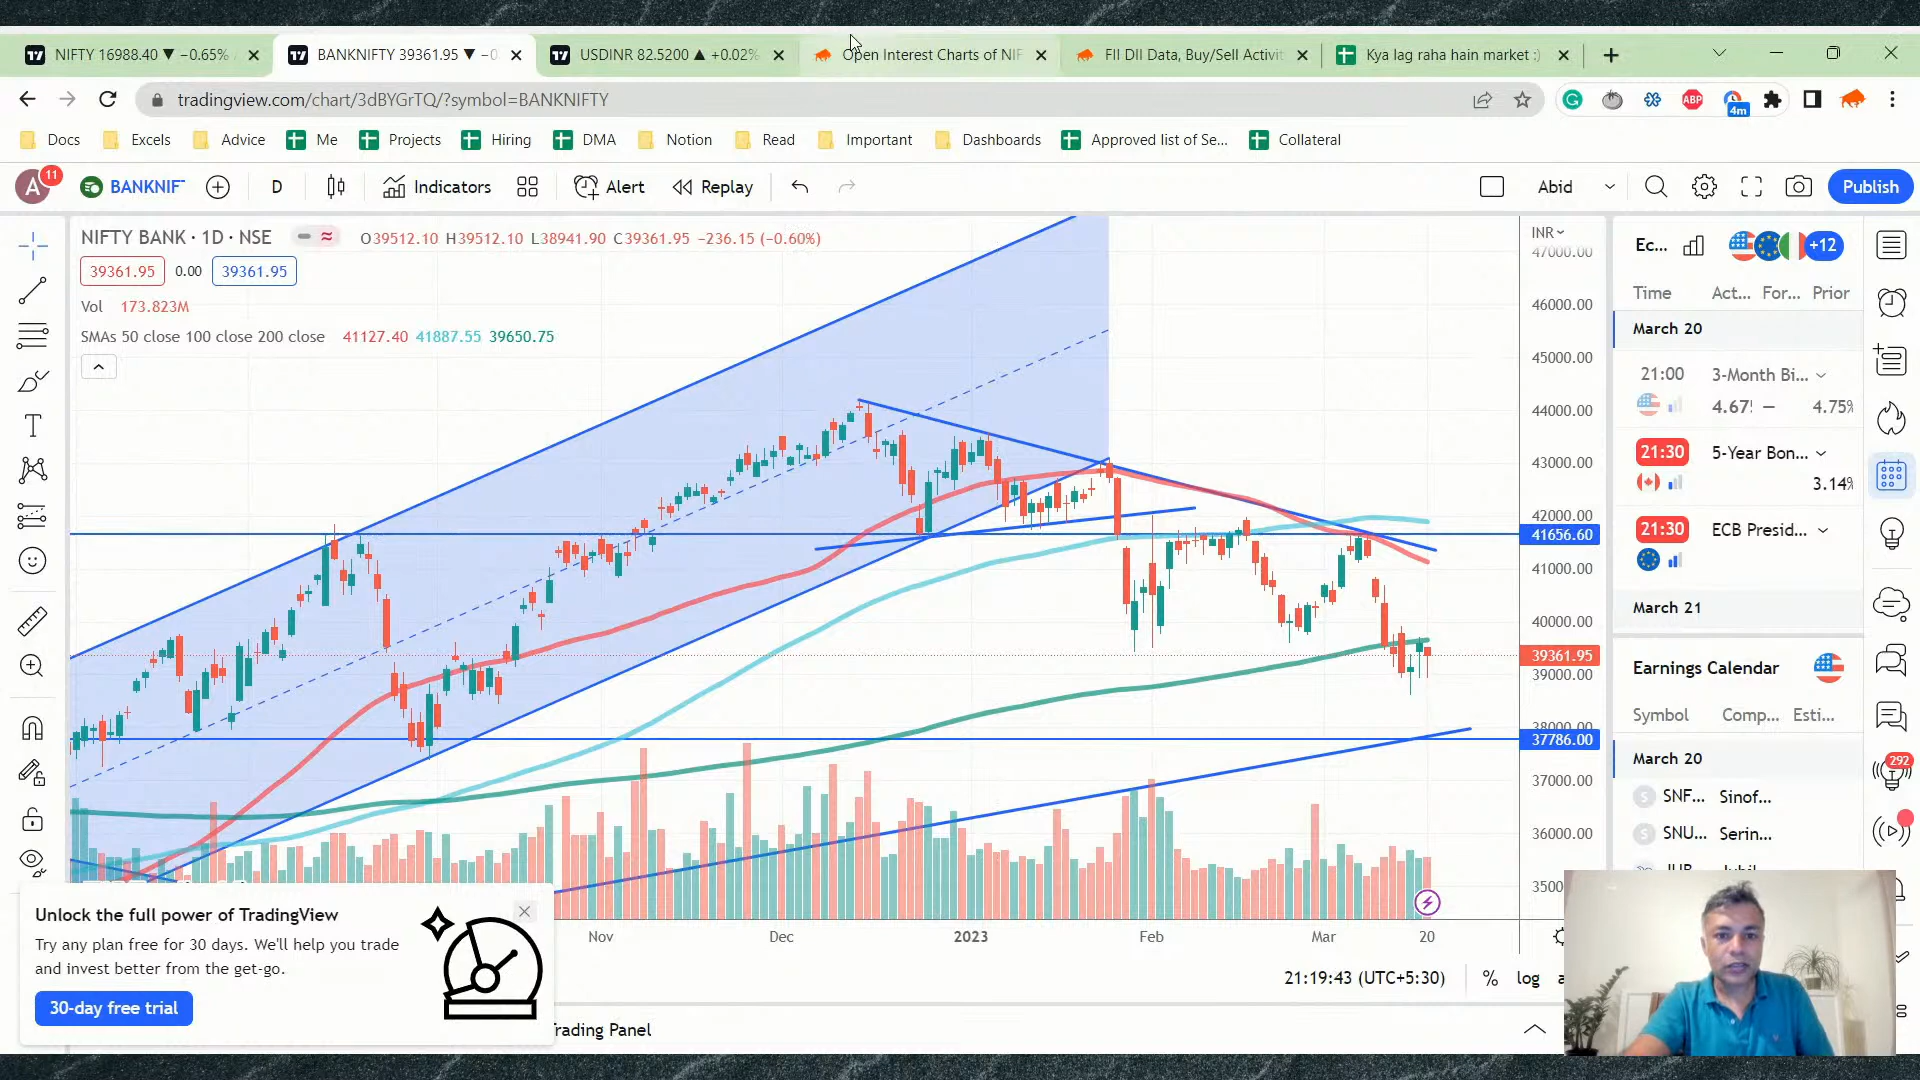 NIFTY 16988.40 ▼ −0.65%
BANKNIFTY 39361.95 ▼ −0
USDINR 82.5200 ▲ +0.02%
Open Interest Charts of NIF
FII DII Data, Buy/Sell Activit
Kya lag raha hain market :)
tradingview.com/chart/3dBYGrTQ/?symbol=BANKNIFTY
ABP
4m
Docs
Excels
Advice
Me
Projects
Hiring
DMA
Notion
Read
Important
Dashboards
Approved list of Se...
Collateral
A
11
BANKNIF
D
Indicators
Alert
Replay
Abid
Publish
NIFTY BANK · 1D · NSE
O39512.10 H39512.10 L38941.90 C39361.95 −236.15 (−0.60%)
39361.95 0.00 39361.95
Vol 173.823M
SMAs 50 close 100 close 200 close 41127.40 41887.55 39650.75
INR
47000.00
46000.00
45000.00
44000.00
43000.00
42000.00
41656.60
41000.00
40000.00
39361.95
39000.00
38000.00
37786.00
37000.00
36000.00
3500
Nov
Dec
2023
Feb
Mar
20
21:19:43 (UTC+5:30)
%
log
a
Trading Panel
Unlock the full power of TradingView
Try any plan free for 30 days. We'll help you trade
and invest better from the get-go.
30-day free trial
Ec...
+12
Time Act... For... Prior
March 20
21:00 3-Month Bi...
4.67 — 4.75%
21:30 5-Year Bon...
3.14%
21:30 ECB Presid...
March 21
Earnings Calendar
Symbol Comp... Esti...
March 20
S SNF... Sinof...
S SNU... Serin...
292